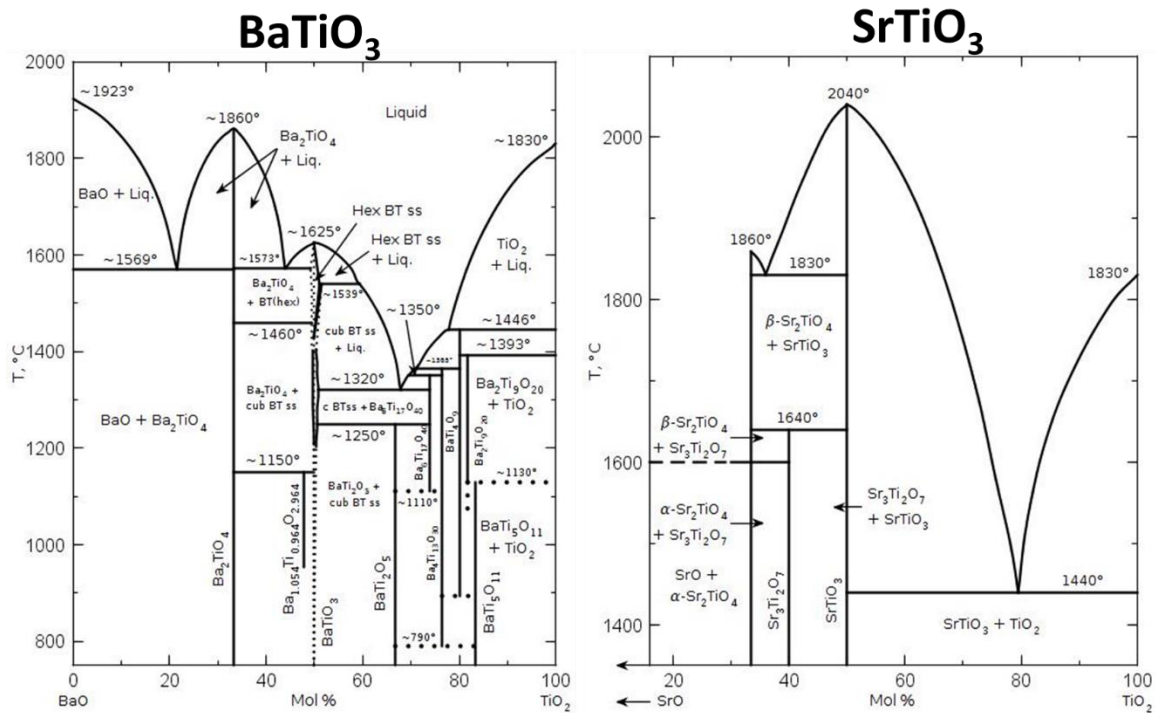 BaTiO₃
2000
1800
1600
1400
1200
1000
800
T, °C
~1923°
~1860°
Liquid
Ba₂TiO₄
+ Liq.
~1830°
BaO + Liq.
Hex BT ss
~1625°
Hex BT ss
+ Liq.
TiO₂
+ Liq.
~1569°
~1573°
Ba₂TiO₄
+ BT(hex)
~1539°
~1350°
~1446°
~1460°
cub BT ss
+ Liq.
~1393°
~1320°
Ba₂TiO₄ +
cub BT ss
c BTss + Ba₆Ti₁₇O₄₀
Ba₂Ti₉O₂₀
+ TiO₂
BaO + Ba₂TiO₄
~1250°
~1150°
BaTi₂O₅ +
cub BT ss
~1110°
~1130°
BaTi₅O₁₁
+ TiO₂
~790°
Ba₂TiO₄
Ba₁.₀₅₄Ti₀.₉₆₄O₂.₉₆₄
BaTiO₃
BaTi₂O₅
Ba₆Ti₁₇O₄₀
Ba₄Ti₁₃O₃₀
BaTi₄O₉
Ba₂Ti₉O₂₀
BaTi₅O₁₁
0
20
40
60
80
100
BaO
Mol %
TiO₂
SrTiO₃
2000
1800
1600
1400
T, °C
2040°
1860°
1830°
1830°
β-Sr₂TiO₄
+ SrTiO₃
1640°
β-Sr₂TiO₄
+ Sr₃Ti₂O₇
α-Sr₂TiO₄
+ Sr₃Ti₂O₇
Sr₃Ti₂O₇
+ SrTiO₃
SrO +
α-Sr₂TiO₄
Sr₃Ti₂O₇
SrTiO₃
1440°
SrTiO₃ + TiO₂
20
40
60
80
100
SrO
Mol %
TiO₂